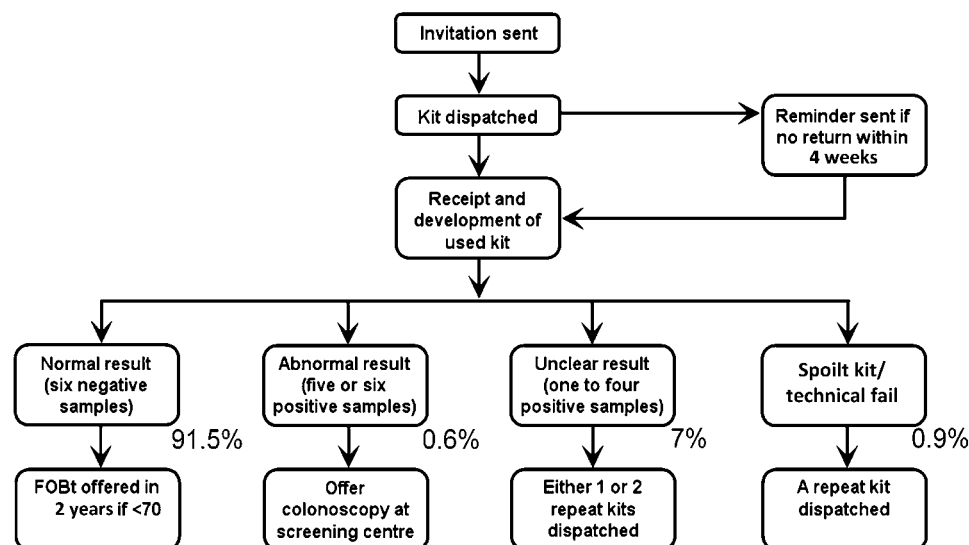 Invitation sent
Kit dispatched
Reminder sent if
no return within
4 weeks
Receipt and
development of
used kit
Normal result
(six negative
samples)
91.5%
FOBt offered in
2 years if <70
Abnormal result
(five or six
positive samples)
0.6%
Offer
colonoscopy at
screening centre
Unclear result
(one to four
positive samples)
7%
Either 1 or 2
repeat kits
dispatched
Spoilt kit/
technical fail
0.9%
A repeat kit
dispatched